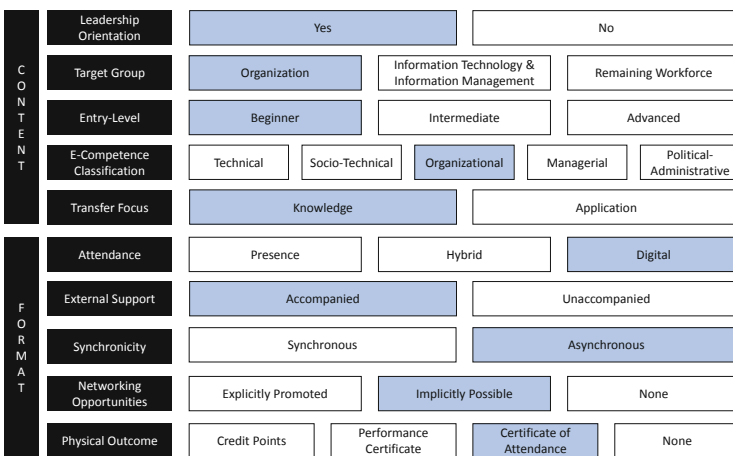 CONTENT
Leadership
Orientation
Yes
No
Target Group
Organization
Information Technology &
Information Management
Remaining Workforce
Entry-Level
Beginner
Intermediate
Advanced
E-Competence
Classification
Technical
Socio-Technical
Organizational
Managerial
Political-
Administrative
Transfer Focus
Knowledge
Application
FORMAT
Attendance
Presence
Hybrid
Digital
External Support
Accompanied
Unaccompanied
Synchronicity
Synchronous
Asynchronous
Networking
Opportunities
Explicitly Promoted
Implicitly Possible
None
Physical Outcome
Credit Points
Performance
Certificate
Certificate of
Attendance
None